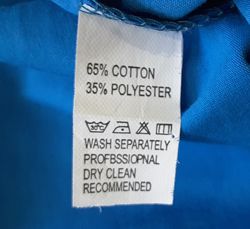 65% COTTON
35% POLYESTER
WASH SEPARATELY
PROFBSSIOPNAL
DRY CLEAN
RECOMMENDED